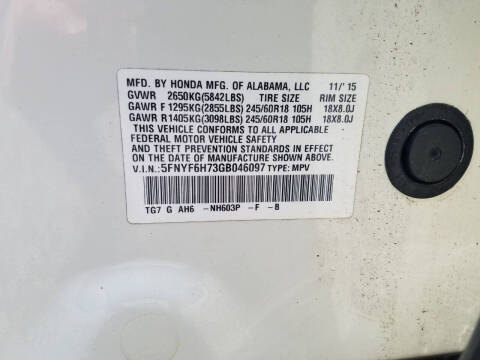 MFD. BY HONDA MFG. OF ALABAMA, LLC 11/'15
GVWR 2650KG(5842LBS) TIRE SIZE RIM SIZE
GAWR F 1295KG(2855LBS) 245/60R18 105H 18X8.0J
GAWR R 1405KG(3098LBS) 245/60R18 105H 18X8.0J
THIS VEHICLE CONFORMS TO ALL APPLICABLE
FEDERAL MOTOR VEHICLE SAFETY AND
THEFT PREVENTION STANDARDS IN EFFECT ON THE
DATE OF MANUFACTURE SHOWN ABOVE.
V.I.N.: 5FNYF6H73GB046097 TYPE: MPV
TG7 G AH6 -NH603P -F -B